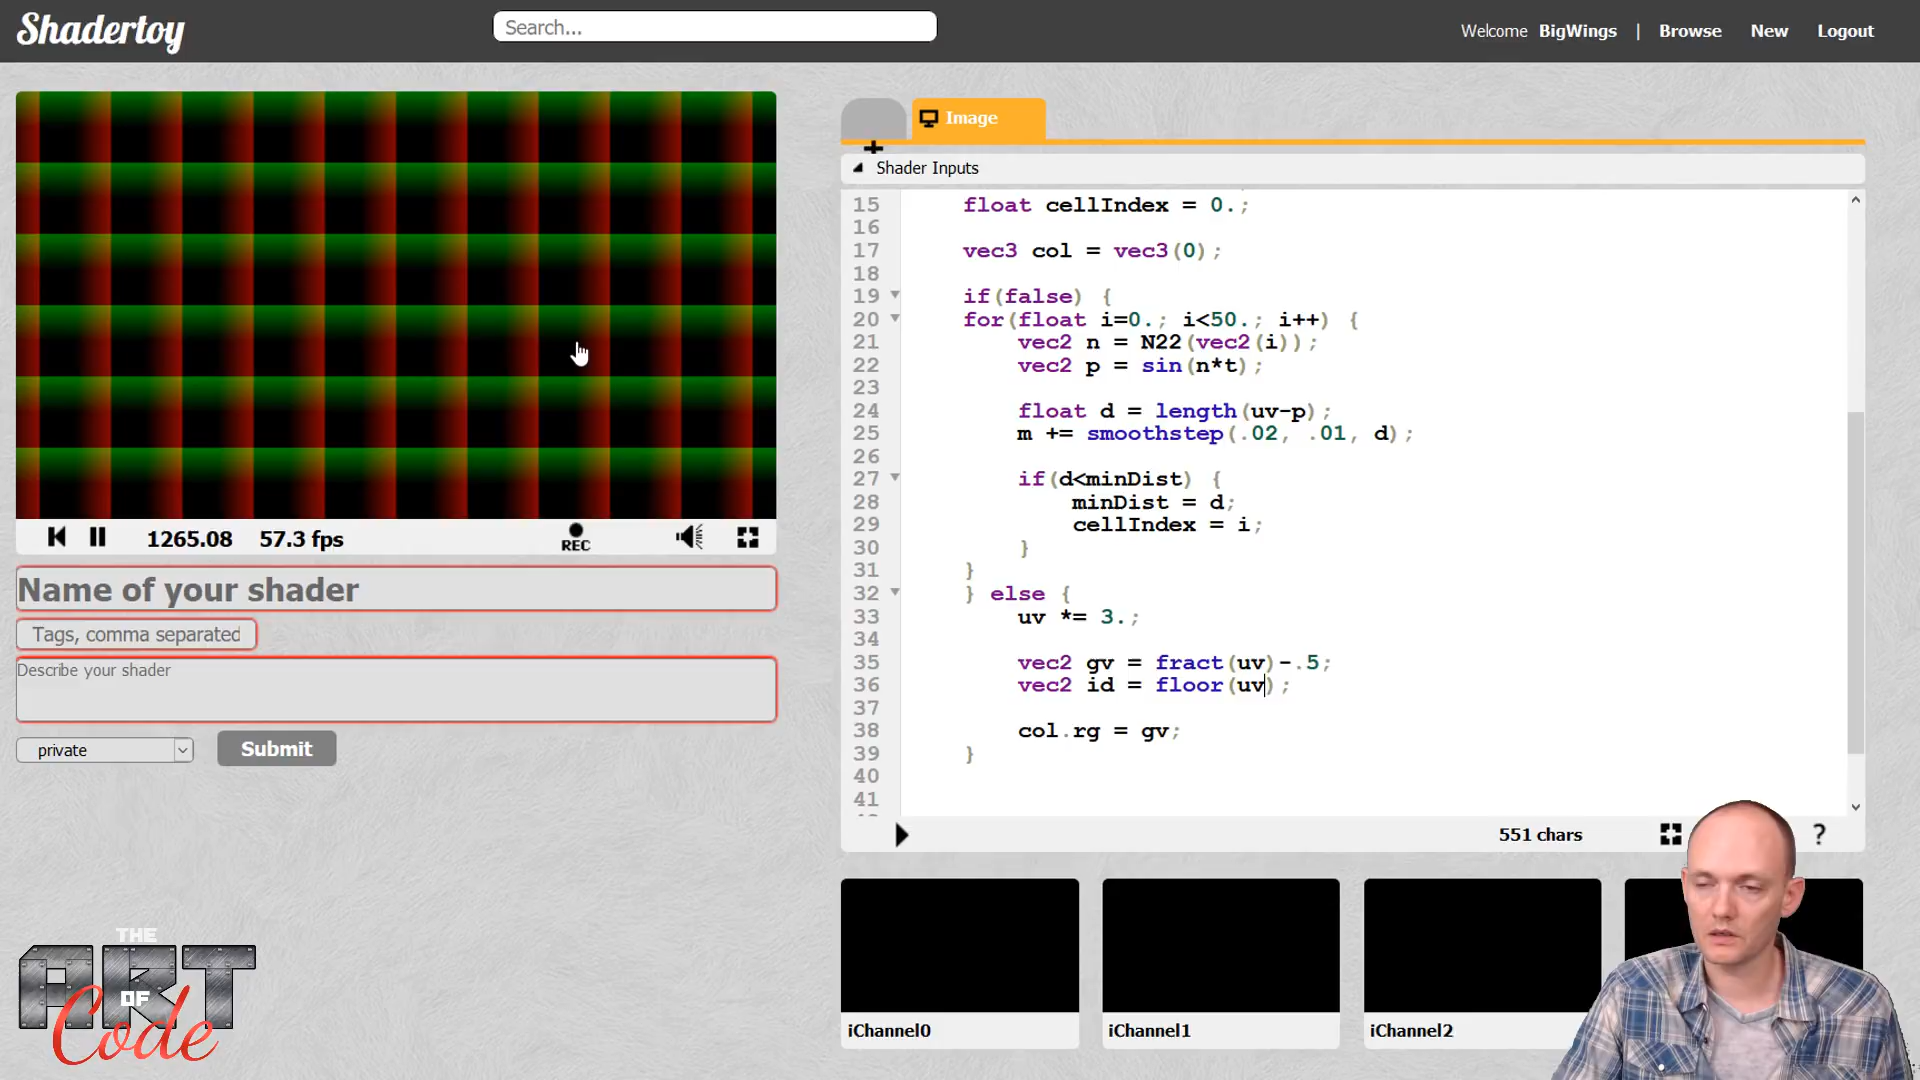 Shadertoy
Search...
Welcome BigWings | Browse New Logout
Image
Shader Inputs
15 float cellIndex = 0.;
16
17 vec3 col = vec3(0);
18
19 if(false) {
20 for(float i=0.; i<50.; i++) {
21 vec2 n = N22(vec2(i));
22 vec2 p = sin(n*t);
23
24 float d = length(uv-p);
25 m += smoothstep(.02, .01, d);
26
27 if(d<minDist) {
28 minDist = d;
29 cellIndex = i;
30 }
31 }
32 } else {
33 uv *= 3.;
34
35 vec2 gv = fract(uv)-.5;
36 vec2 id = floor(uv);
37
38 col.rg = gv;
39 }
40
41
1265.08 57.3 fps REC
Name of your shader
Tags, comma separated
Describe your shader
private Submit
551 chars ?
iChannel0 iChannel1 iChannel2
THE
ART
OF
Code